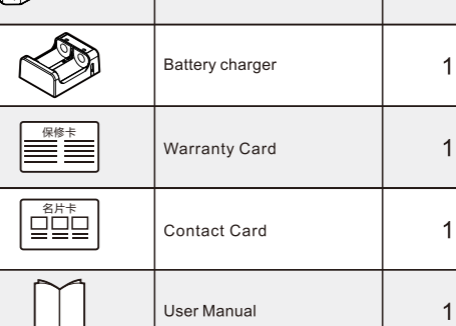 Battery charger 1
保修卡
Warranty Card 1
名片卡
Contact Card 1
User Manual 1